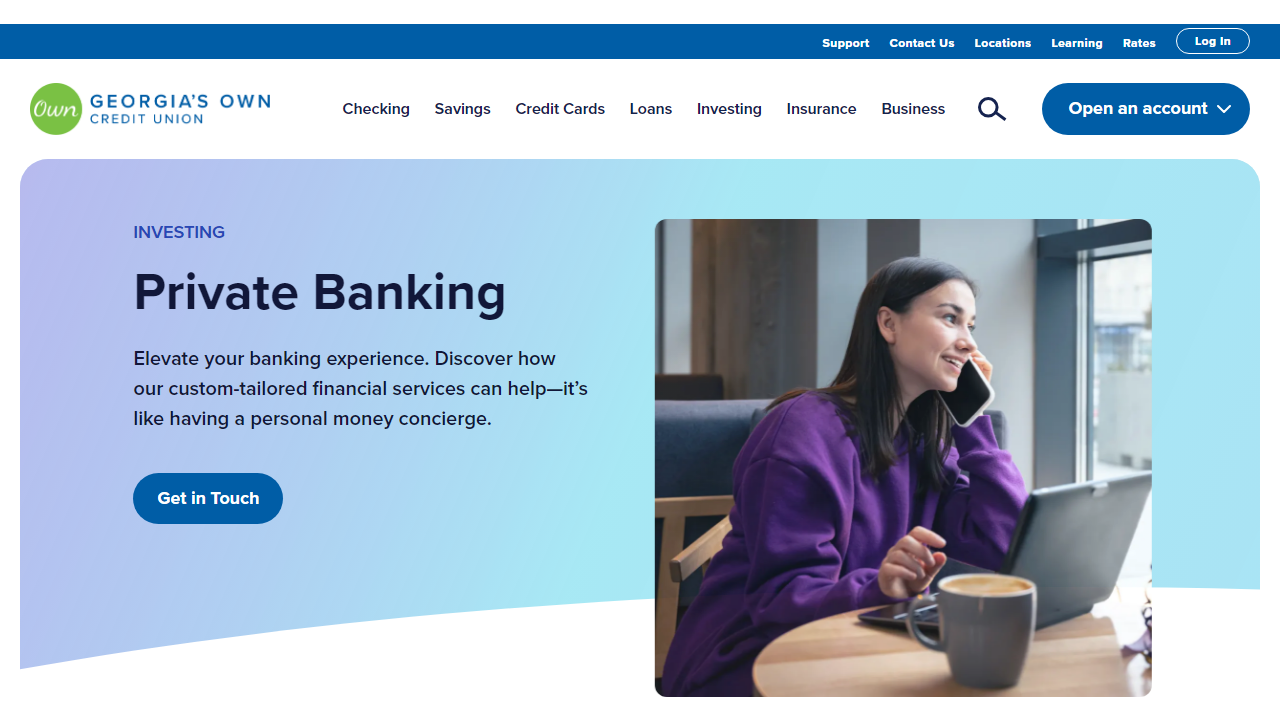 Support Contact Us Locations Learning Rates Log In
Own GEORGIA'S OWN
CREDIT UNION
Checking Savings Credit Cards Loans Investing Insurance Business Open an account
INVESTING
Private Banking
Elevate your banking experience. Discover how
our custom-tailored financial services can help—it’s
like having a personal money concierge.
Get in Touch